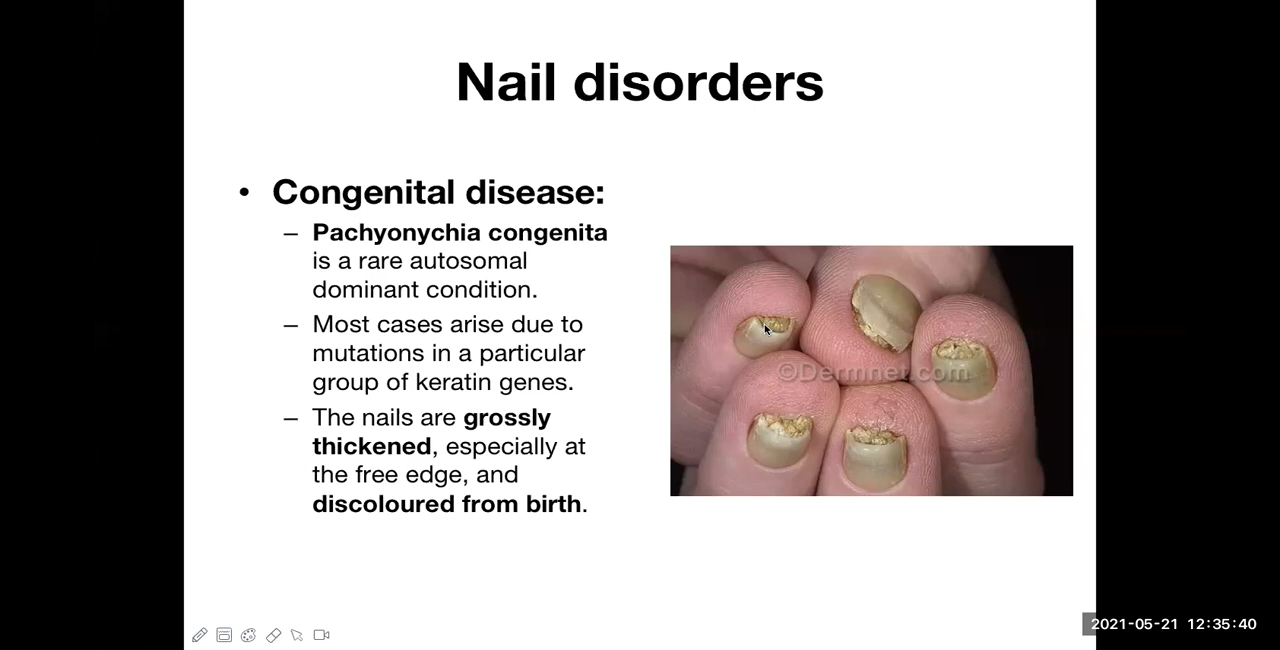 Nail disorders
• Congenital disease:
– Pachyonychia congenita
is a rare autosomal
dominant condition.
– Most cases arise due to
mutations in a particular
group of keratin genes.
– The nails are grossly
thickened, especially at
the free edge, and
discoloured from birth.
©Dermner.com
2021-05-21 12:35:40